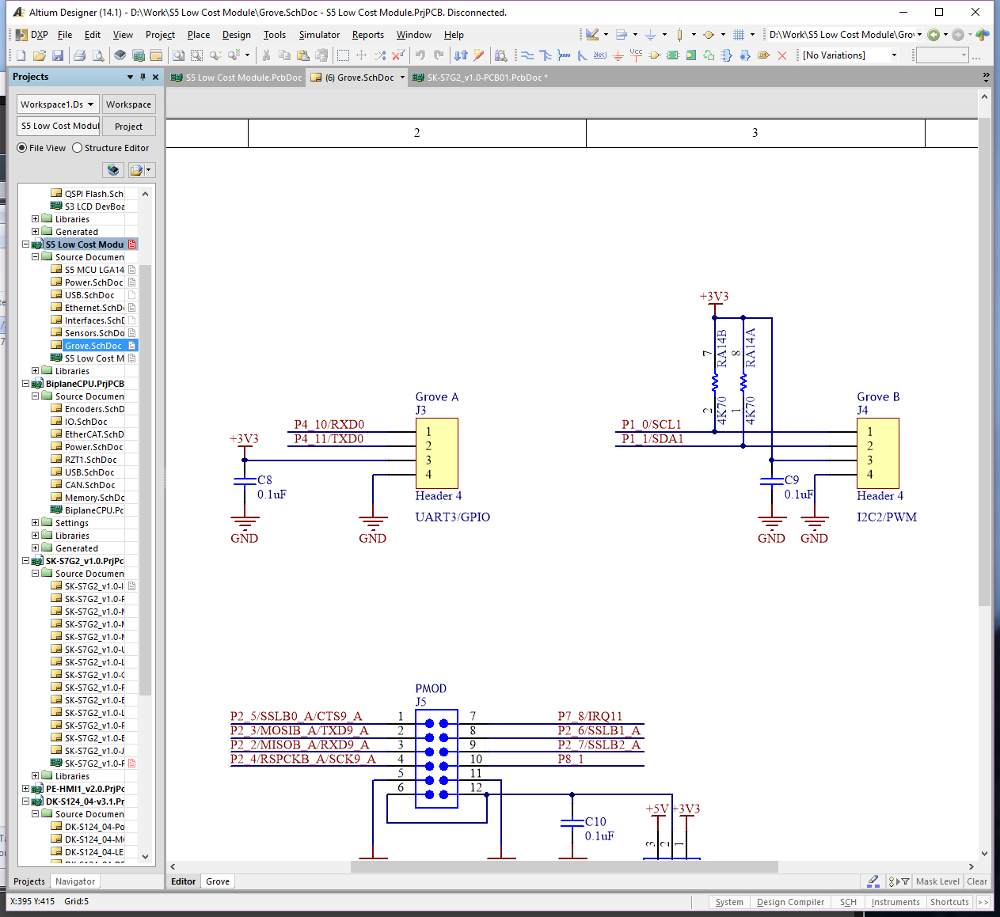 Altium Designer (14.1) - D:\Work\S5 Low Cost Module\Grove.SchDoc - S5 Low Cost Module.PrjPCB. Disconnected.
DXP File Edit View Project Place Design Tools Simulator Reports Window Help
D:\Work\S5 Low Cost Module\Gro
[No Variations]
Projects
S5 Low Cost Module.PcbDoc
(6) Grove.SchDoc
SK-S7G2_v1.0-PCB01.PcbDoc *
Workspace1.Ds
Workspace
S5 Low Cost Modul
Project
File View
Structure Editor
QSPI Flash.Sch
S3 LCD DevBoa
Libraries
Generated
S5 Low Cost Modu
Source Documen
S5 MCU LGA14
Power.SchDoc
USB.SchDoc
Ethernet.SchD
Interfaces.SchD
Sensors.SchDo
Grove.SchDoc
S5 Low Cost M
Libraries
BiplaneCPU.PrjPCB
Source Documen
Encoders.SchD
IO.SchDoc
EtherCAT.SchD
Power.SchDoc
RZT1.SchDoc
USB.SchDoc
CAN.SchDoc
Memory.SchDo
BiplaneCPU.Pc
Settings
Libraries
Generated
SK-S7G2_v1.0.PrjPc
Source Documen
SK-S7G2_v1.0-I
SK-S7G2_v1.0-F
SK-S7G2_v1.0-M
SK-S7G2_v1.0-M
SK-S7G2_v1.0-M
SK-S7G2_v1.0-U
SK-S7G2_v1.0-L
SK-S7G2_v1.0-C
SK-S7G2_v1.0-P
SK-S7G2_v1.0-E
SK-S7G2_v1.0-L
SK-S7G2_v1.0-P
SK-S7G2_v1.0-E
SK-S7G2_v1.0-J
SK-S7G2_v1.0-P
Libraries
PE-HMI1_v2.0.PrjPc
DK-S124_04-v3.1.Pr
Source Documen
DK-S124_04-Po
DK-S124_04-M
DK-S124_04-LE
Projects
Navigator
2
3
Grove A
J3
P4_10/RXD0
P4_11/TXD0
1
2
3
4
+3V3
C8
0.1uF
GND
GND
Header 4
UART3/GPIO
+3V3
7
RA14B
8
RA14A
2
4K70
1
4K70
Grove B
J4
P1_0/SCL1
P1_1/SDA1
1
2
3
4
C9
0.1uF
GND
GND
Header 4
I2C2/PWM
PMOD
J5
P2_5/SSLB0_A/CTS9_A 1 7 P7_8/IRQ11
P2_3/MOSIB_A/TXD9_A 2 8 P2_6/SSLB1_A
P2_2/MISOB_A/RXD9_A 3 9 P2_7/SSLB2_A
P2_4/RSPCKB_A/SCK9_A 4 10 P8_1
5 11
6 12
C10
0.1uF
+5V +3V3
3 2 1
Editor
Grove
Mask Level
Clear
X:395 Y:415 Grid:5
System
Design Compiler
SCH
Instruments
Shortcuts
>>